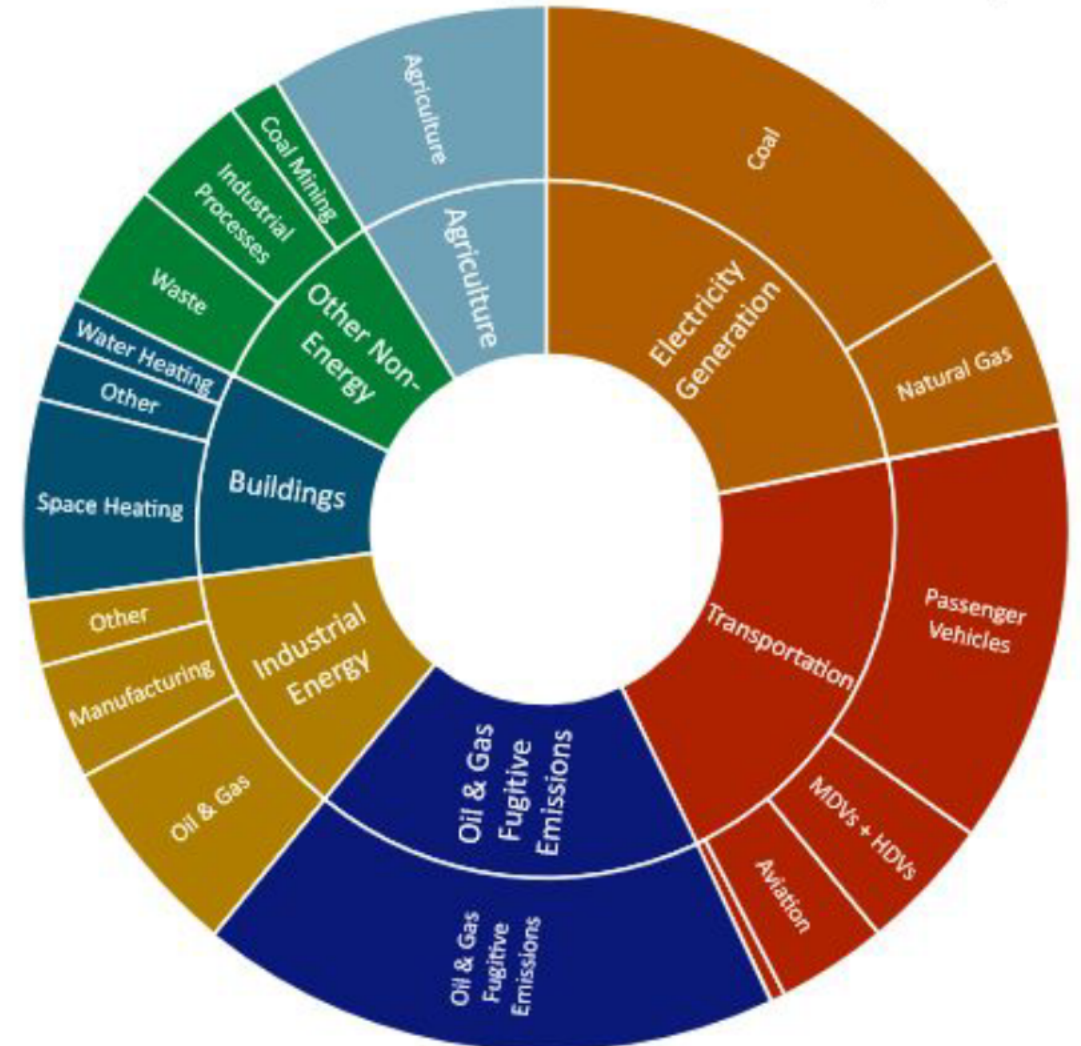 Agriculture
Coal
Coal Mining
Industrial
Processes
Waste
Water Heating
Other
Space Heating
Other
Manufacturing
Oil & Gas
Oil & Gas
Fugitive
Emissions
Aviation
MDVs + HDVs
Passenger
Vehicles
Natural Gas
Agriculture
Electricity
Generation
Other Non-
Energy
Buildings
Industrial
Energy
Oil & Gas
Fugitive
Emissions
Transportation